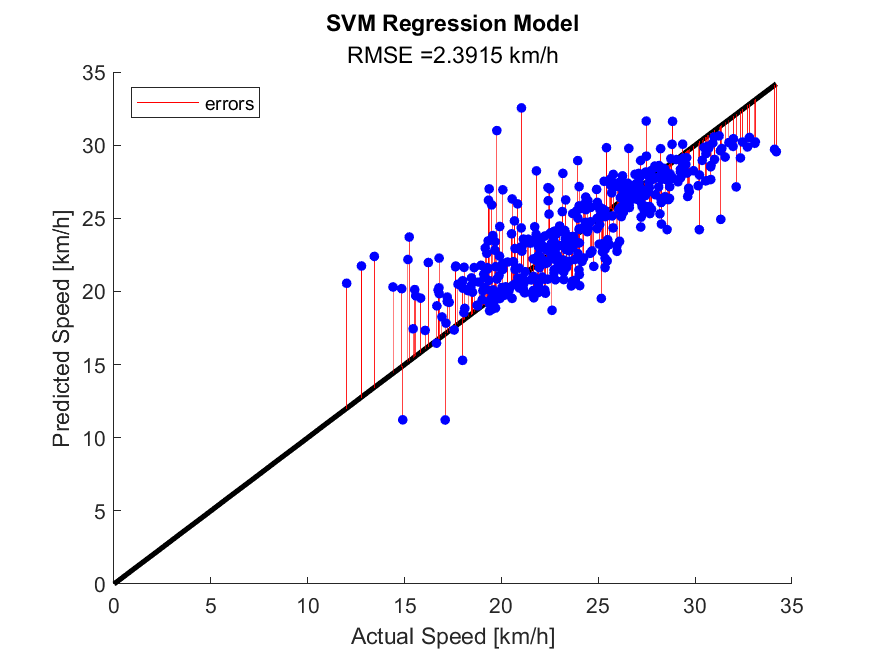 SVM Regression Model
RMSE =2.3915 km/h
errors
Predicted Speed [km/h]
35
30
25
20
15
10
5
0
0 5 10 15 20 25 30 35
Actual Speed [km/h]